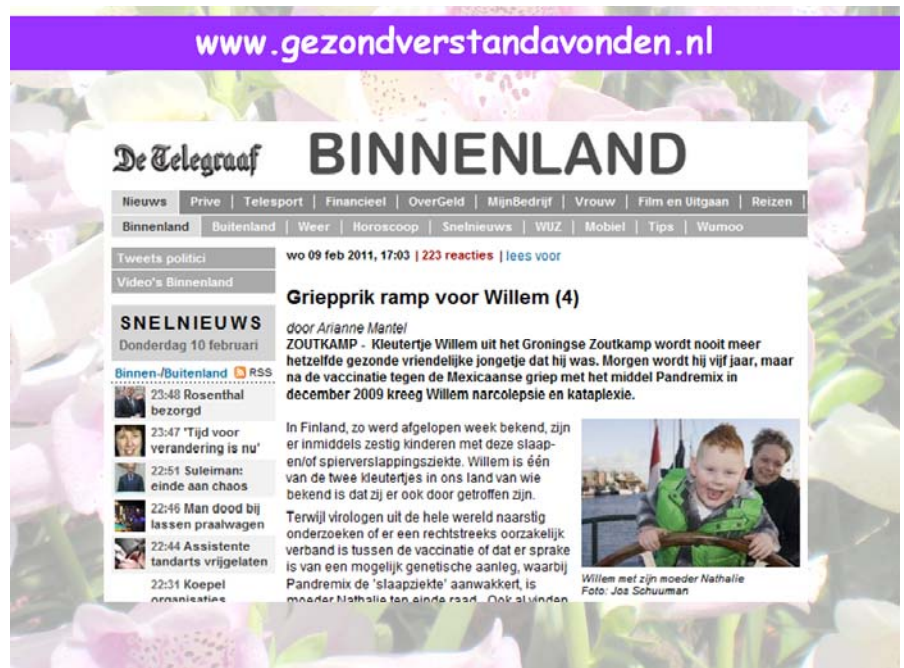 www.gezondverstandavonden.nl
De Telegraaf
BINNENLAND
Nieuws | Prive | Telesport | Financieel | OverGeld | MijnBedrijf | Vrouw | Film en Uitgaan | Reizen |
Binnenland | Buitenland | Weer | Horoscoop | Snelnieuws | WUZ | Mobiel | Tips | Wumoo
Tweets politici
Video's Binnenland
SNELNIEUWS
Donderdag 10 februari
Binnen-/Buitenland RSS
23:48 Rosenthal
bezorgd
23:47 'Tijd voor
verandering is nu'
22:51 Suleiman:
einde aan chaos
22:46 Man dood bij
lassen praalwagen
22:44 Assistente
tandarts vrijgelaten
22:31 Koepel
organisaties
wo 09 feb 2011, 17:03 | 223 reacties | lees voor
Griepprik ramp voor Willem (4)
door Arianne Mantel
ZOUTKAMP - Kleutertje Willem uit het Groningse Zoutkamp wordt nooit meer
hetzelfde gezonde vriendelijke jongetje dat hij was. Morgen wordt hij vijf jaar, maar
na de vaccinatie tegen de Mexicaanse griep met het middel Pandremix in
december 2009 kreeg Willem narcolepsie en kataplexie.
In Finland, zo werd afgelopen week bekend, zijn
er inmiddels zestig kinderen met deze slaap-
en/of spierverslappingsziekte. Willem is één
van de twee kleutertjes in ons land van wie
bekend is dat zij er ook door getroffen zijn.
Terwijl virologen uit de hele wereld naarstig
onderzoeken of er een rechtstreeks oorzakelijk
verband is tussen de vaccinatie of dat er sprake
is van een mogelijk genetische aanleg, waarbij
Pandremix de 'slaapziekte' aanwakkert, is
moeder Nathalie ten einde raad. Ook al vinden
Willem met zijn moeder Nathalie
Foto: Jos Schuurman